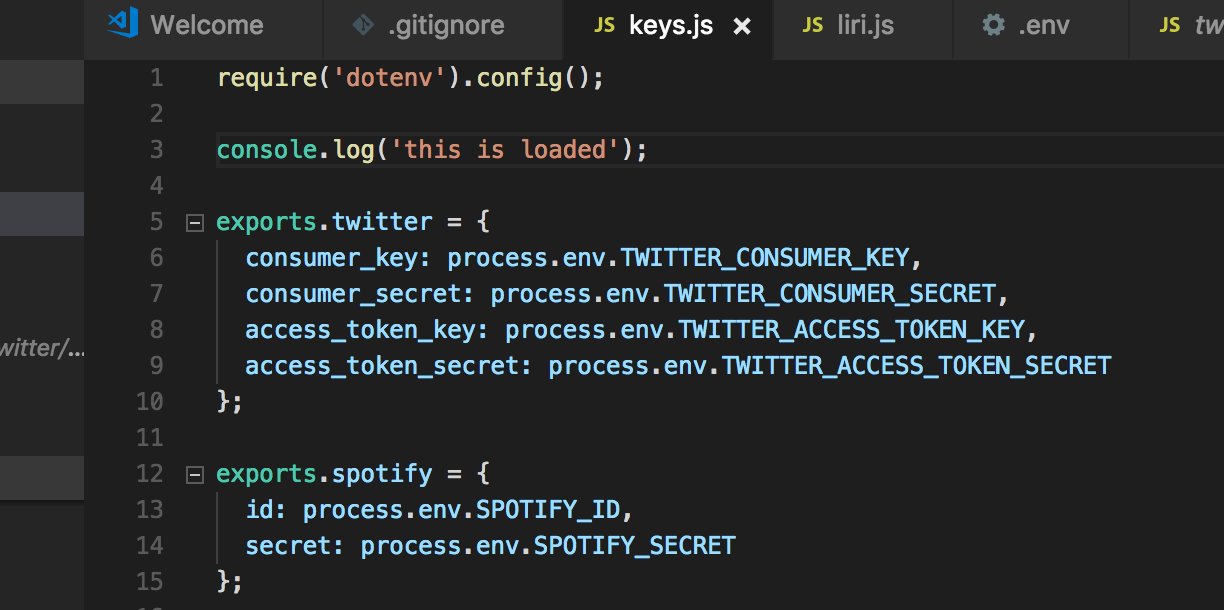 Welcome .gitignore JS keys.js × JS liri.js .env JS tw
1 require('dotenv').config();
2
3 console.log('this is loaded');
4
5 exports.twitter = {
6 consumer_key: process.env.TWITTER_CONSUMER_KEY,
7 consumer_secret: process.env.TWITTER_CONSUMER_SECRET,
8 access_token_key: process.env.TWITTER_ACCESS_TOKEN_KEY,
witter/...
9 access_token_secret: process.env.TWITTER_ACCESS_TOKEN_SECRET
10 };
11
12 exports.spotify = {
13 id: process.env.SPOTIFY_ID,
14 secret: process.env.SPOTIFY_SECRET
15 };